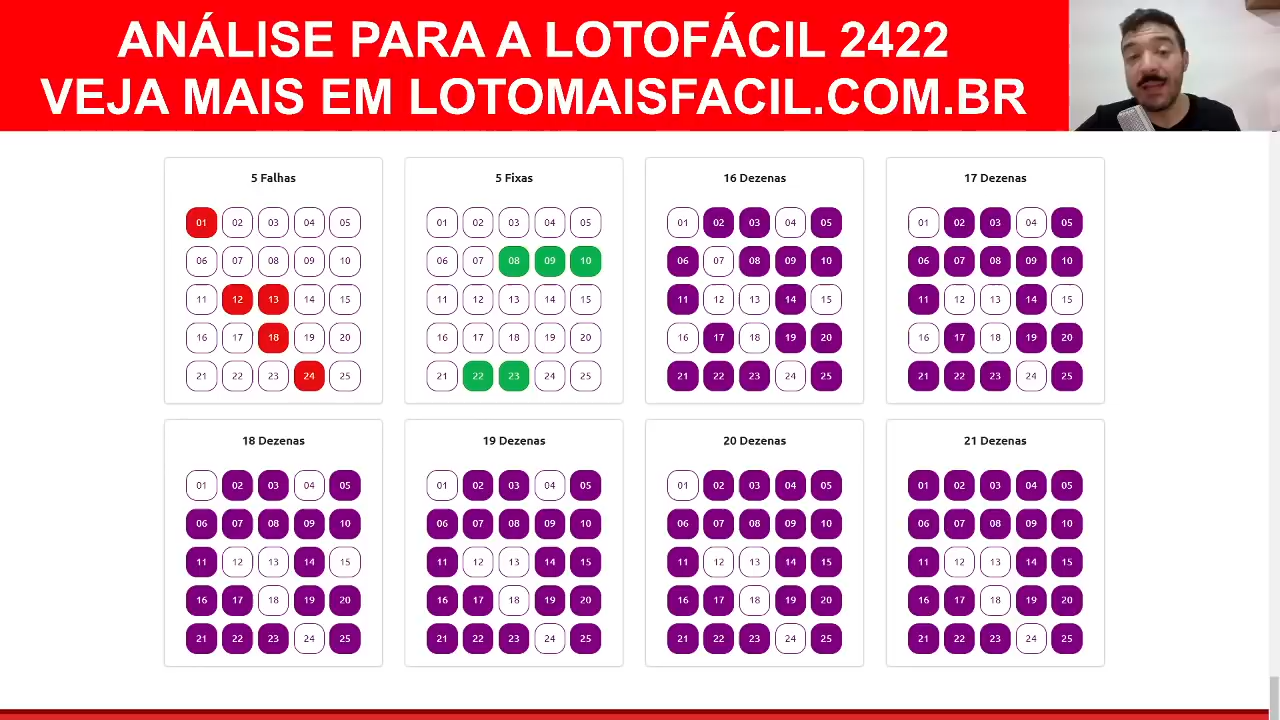 ANÁLISE PARA A LOTOFÁCIL 2422
VEJA MAIS EM LOTOMAISFACIL.COM.BR
5 Falhas
01 02 03 04 05
06 07 08 09 10
11 12 13 14 15
16 17 18 19 20
21 22 23 24 25
5 Fixas
01 02 03 04 05
06 07 08 09 10
11 12 13 14 15
16 17 18 19 20
21 22 23 24 25
16 Dezenas
01 02 03 04 05
06 07 08 09 10
11 12 13 14 15
16 17 18 19 20
21 22 23 24 25
17 Dezenas
01 02 03 04 05
06 07 08 09 10
11 12 13 14 15
16 17 18 19 20
21 22 23 24 25
18 Dezenas
01 02 03 04 05
06 07 08 09 10
11 12 13 14 15
16 17 18 19 20
21 22 23 24 25
19 Dezenas
01 02 03 04 05
06 07 08 09 10
11 12 13 14 15
16 17 18 19 20
21 22 23 24 25
20 Dezenas
01 02 03 04 05
06 07 08 09 10
11 12 13 14 15
16 17 18 19 20
21 22 23 24 25
21 Dezenas
01 02 03 04 05
06 07 08 09 10
11 12 13 14 15
16 17 18 19 20
21 22 23 24 25